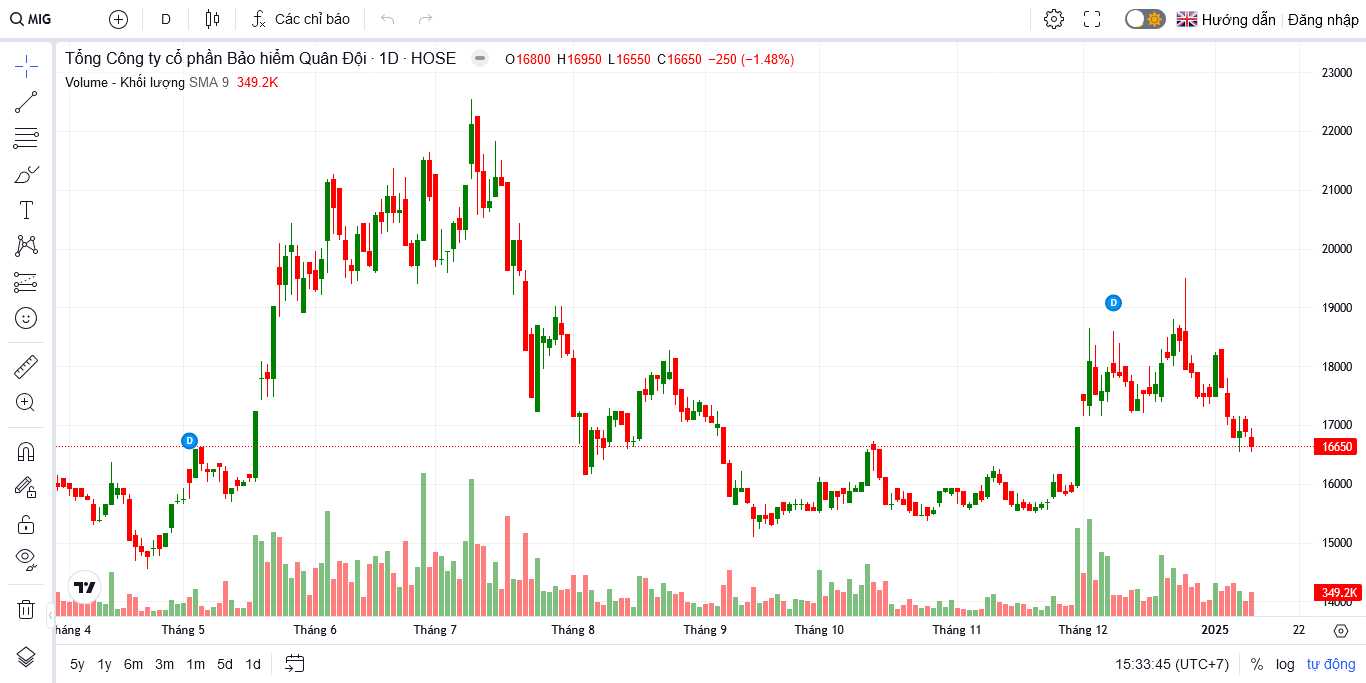 MIG D Các chỉ báo Hướng dẫn Đăng nhập
Tổng Công ty cổ phần Bảo hiểm Quân Đội · 1D · HOSE O16800 H16950 L16550 C16650 −250 (−1.48%)
Volume - Khối lượng SMA 9 349.2K
23000
22000
21000
20000
19000
D
18000
17000
D
16650
16000
15000
349.2K
14000
háng 4 Tháng 5 Tháng 6 Tháng 7 Tháng 8 Tháng 9 Tháng 10 Tháng 11 Tháng 12 2025 22
5y 1y 6m 3m 1m 5d 1d 15:33:45 (UTC+7) % log tự động